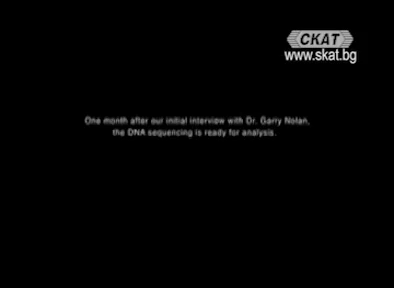 CKAT
www.skat.bg
One month after our initial interview with Dr. Garry Nolan,
the DNA sequencing is ready for analysis.